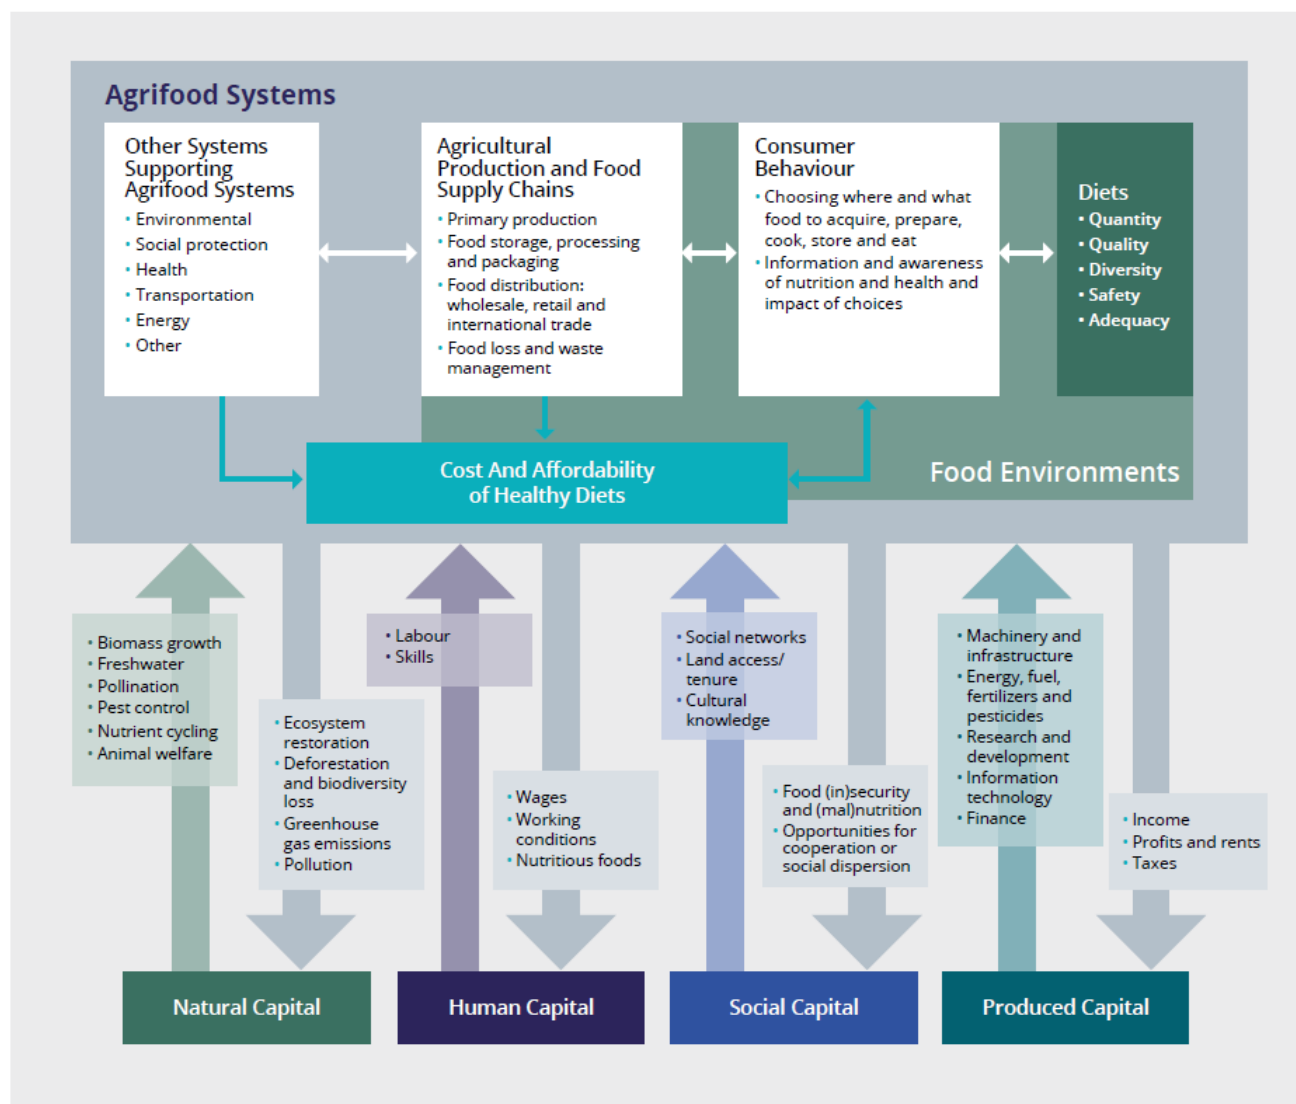 Agrifood Systems
Other Systems
Supporting
Agrifood Systems
• Environmental
• Social protection
• Health
• Transportation
• Energy
• Other
Agricultural
Production and Food
Supply Chains
• Primary production
• Food storage, processing
and packaging
• Food distribution:
wholesale, retail and
international trade
• Food loss and waste
management
Consumer
Behaviour
• Choosing where and what
food to acquire, prepare,
cook, store and eat
• Information and awareness
of nutrition and health and
impact of choices
Diets
• Quantity
• Quality
• Diversity
• Safety
• Adequacy
Cost And Affordability
of Healthy Diets
Food Environments
• Biomass growth
• Freshwater
• Pollination
• Pest control
• Nutrient cycling
• Animal welfare
• Ecosystem
restoration
• Deforestation
and biodiversity
loss
• Greenhouse
gas emissions
• Pollution
• Labour
• Skills
• Wages
• Working
conditions
• Nutritious foods
• Social networks
• Land access/
tenure
• Cultural
knowledge
• Food (in)security
and (mal)nutrition
• Opportunities for
cooperation or
social dispersion
• Machinery and
infrastructure
• Energy, fuel,
fertilizers and
pesticides
• Research and
development
• Information
technology
• Finance
• Income
• Profits and rents
• Taxes
Natural Capital
Human Capital
Social Capital
Produced Capital